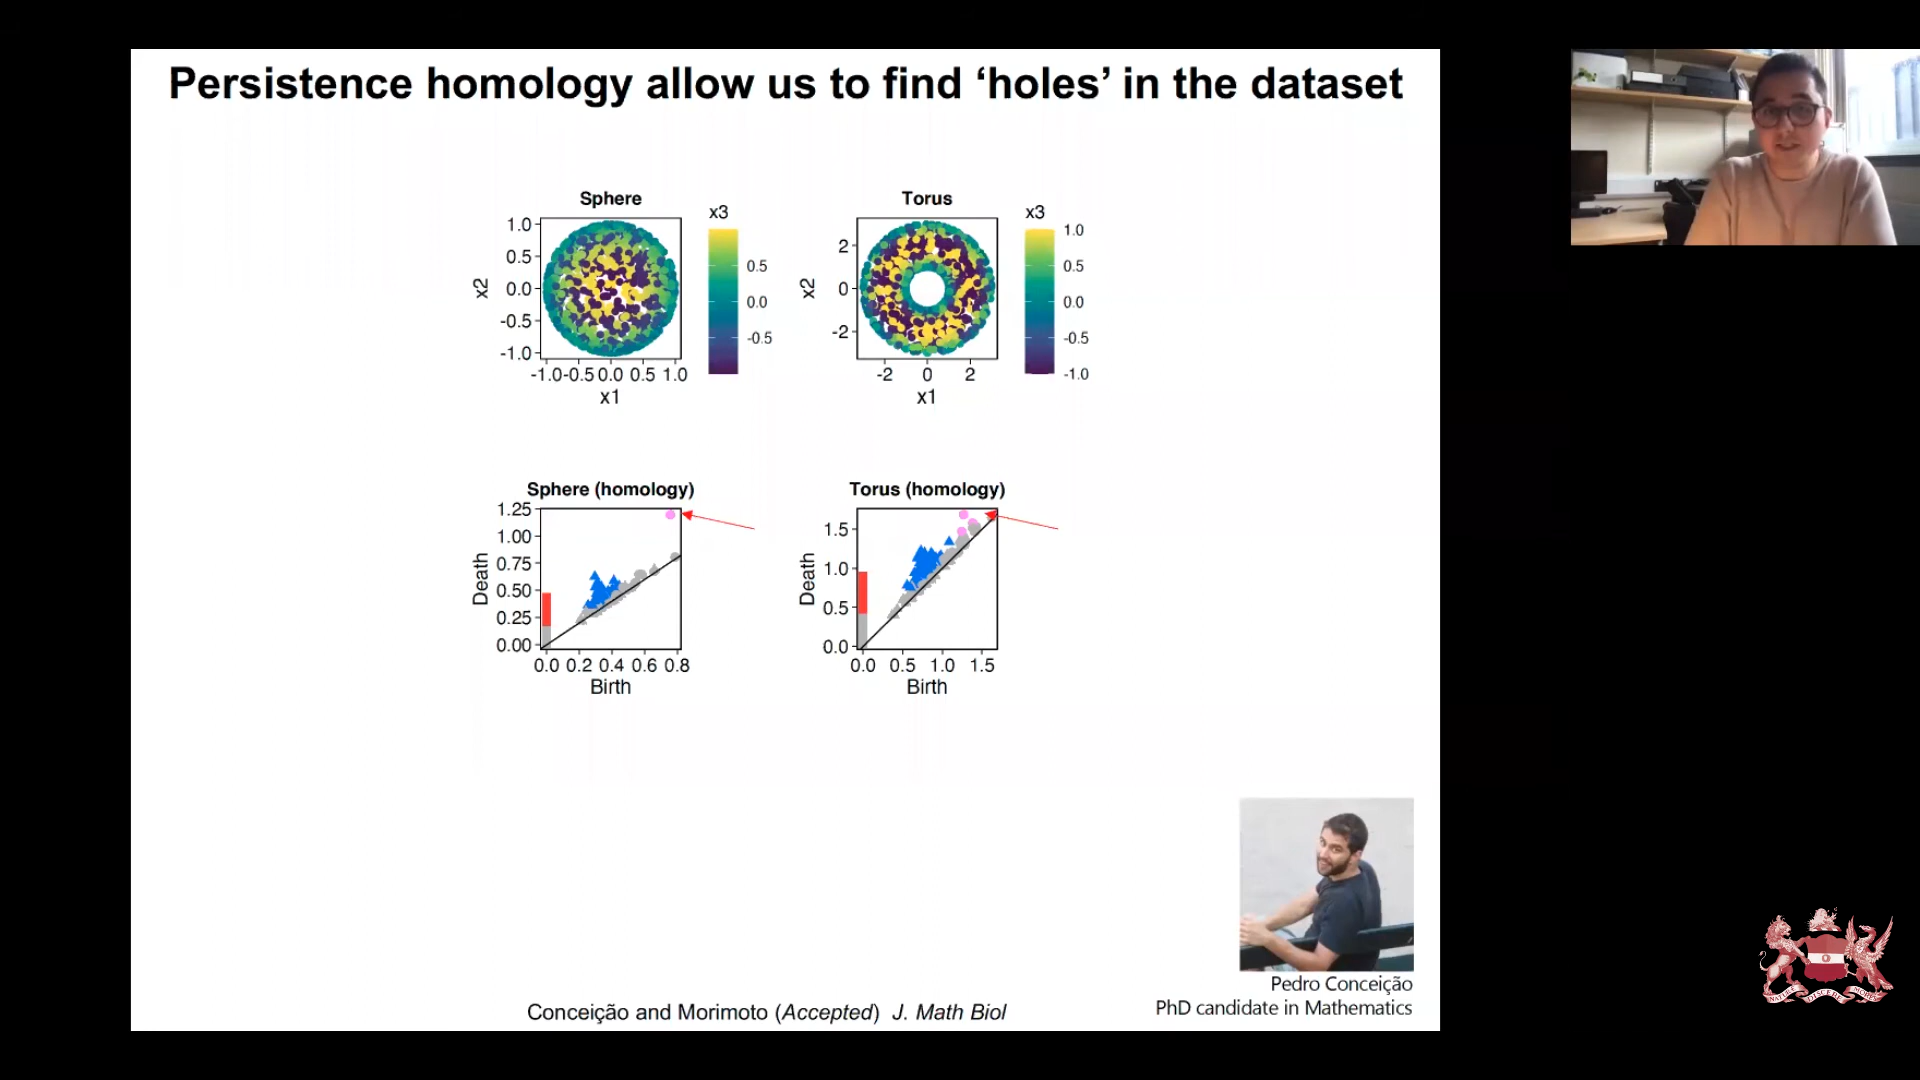 Persistence homology allow us to find ‘holes’ in the dataset
Sphere
x3
1.0
0.5
0.0
-0.5
-1.0
x2
-1.0 -0.5 0.0 0.5 1.0
x1
0.5
0.0
-0.5
Torus
x3
2
0
-2
x2
-2 0 2
x1
1.0
0.5
0.0
-0.5
-1.0
Sphere (homology)
1.25
1.00
0.75
0.50
0.25
0.00
Death
0.0 0.2 0.4 0.6 0.8
Birth
Torus (homology)
1.5
1.0
0.5
0.0
Death
0.0 0.5 1.0 1.5
Birth
Pedro Conceição
PhD candidate in Mathematics
Conceição and Morimoto (Accepted) J. Math Biol